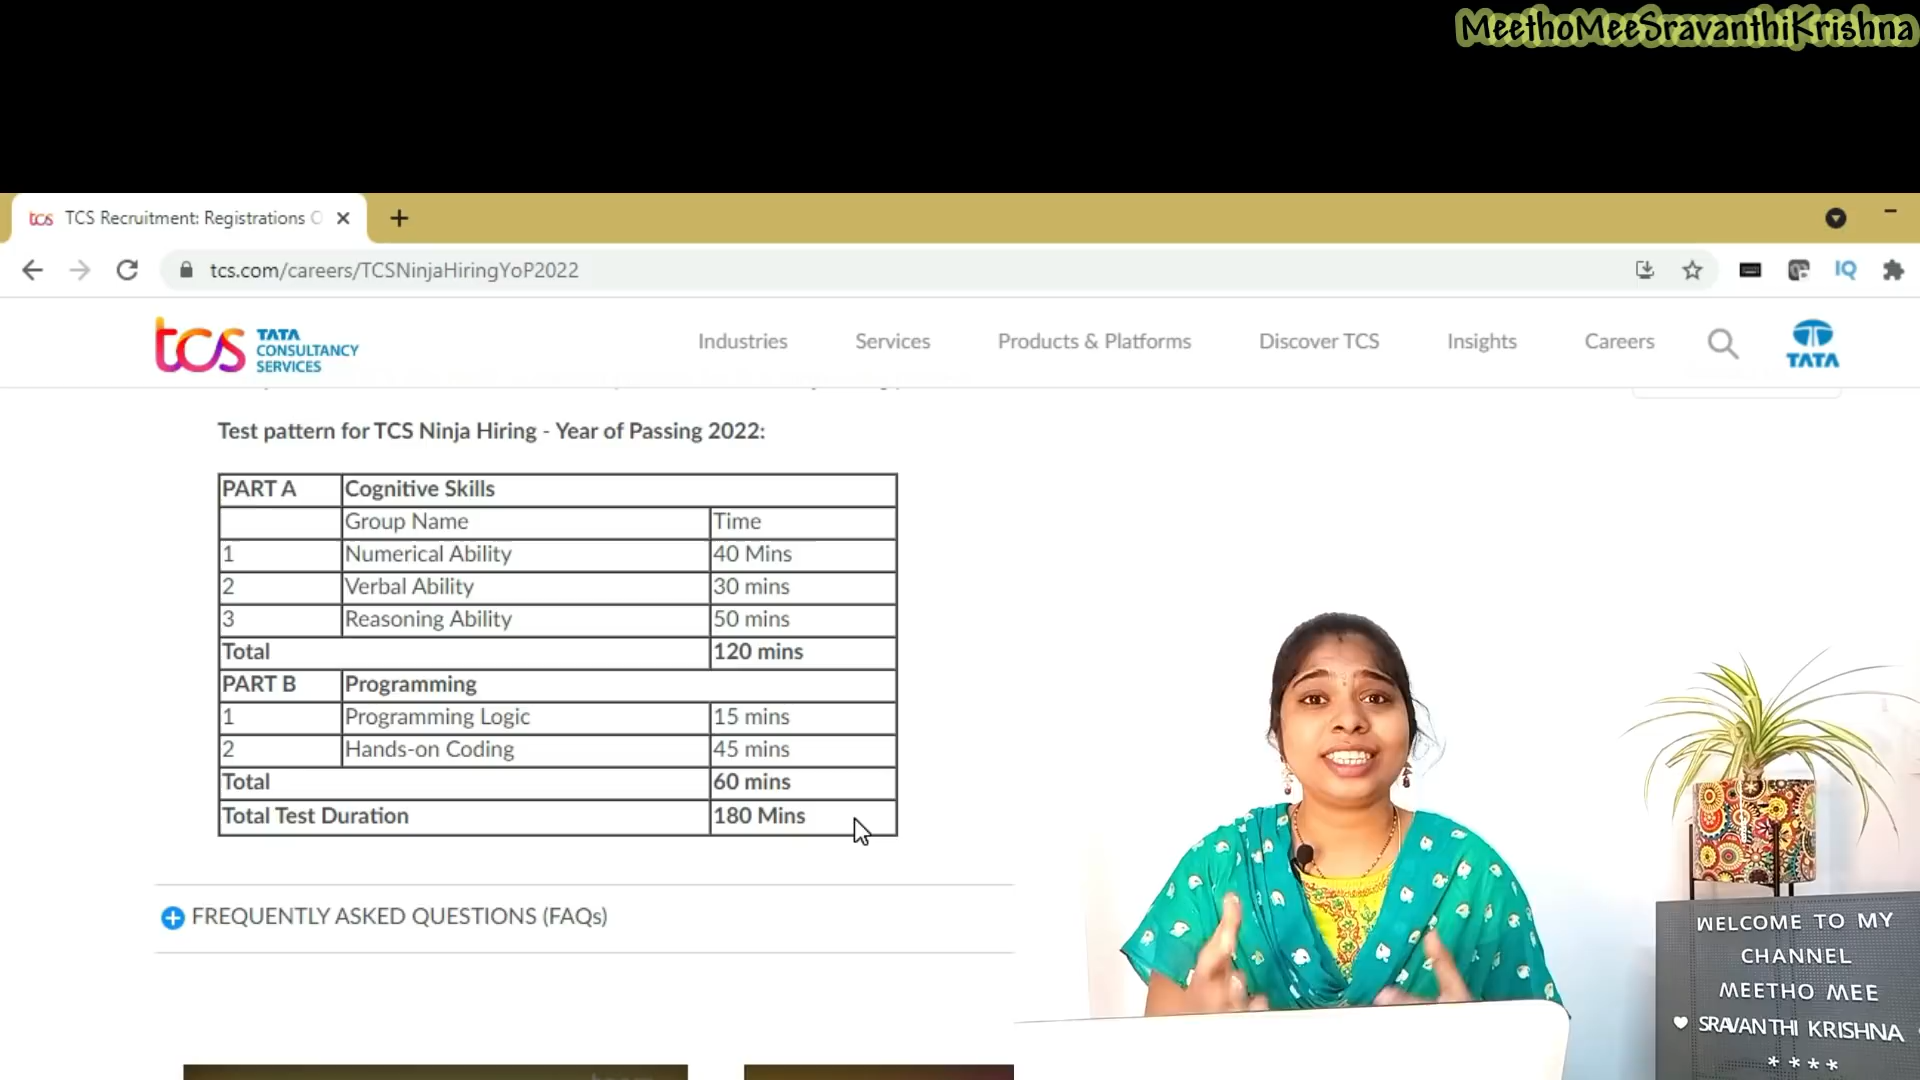 MeethoMeeSravanthiKrishna
tcs TCS Recruitment: Registrations O
tcs.com/careers/TCSNinjaHiringYoP2022
IQ
tcs TATA CONSULTANCY SERVICES
Industries Services Products & Platforms Discover TCS Insights Careers TATA
Test pattern for TCS Ninja Hiring - Year of Passing 2022:
PART A Cognitive Skills
Group Name Time
1 Numerical Ability 40 Mins
2 Verbal Ability 30 mins
3 Reasoning Ability 50 mins
Total 120 mins
PART B Programming
1 Programming Logic 15 mins
2 Hands-on Coding 45 mins
Total 60 mins
Total Test Duration 180 Mins
FREQUENTLY ASKED QUESTIONS (FAQs)
WELCOME TO MY
CHANNEL
MEETHO MEE
♥ SRAVANTHI KRISHNA
****